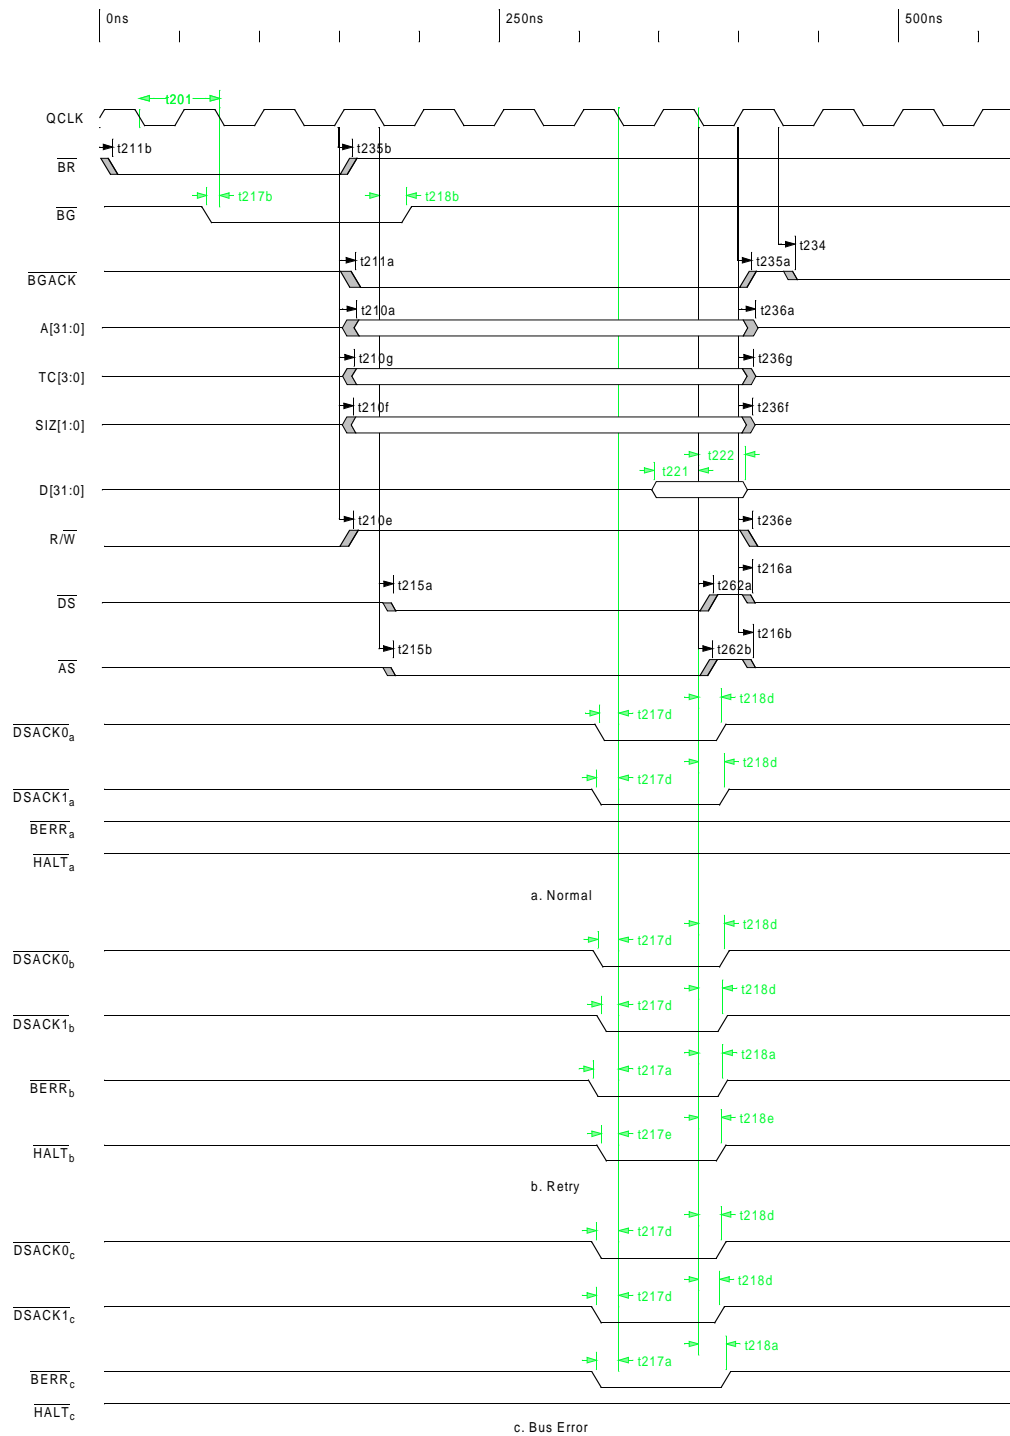 0ns 250ns 500ns
t201
QCLK
t211b t235b
BR
t217b t218b
BG
t234
t211a t235a
BGACK
t210a t236a
A[31:0]
t210g t236g
TC[3:0]
t210f t236f
SIZ[1:0]
t222
t221
D[31:0]
t210e t236e
R/W
t216a
t215a t262a
DS
t216b
t215b t262b
AS
t218d
t217d
DSACK0a
t218d
t217d
DSACK1a
BERRa
HALTa
a. Normal
t218d
t217d
DSACK0b
t218d
t217d
DSACK1b
t218a
t217a
BERRb
t218e
t217e
HALTb
b. Retry
t218d
t217d
DSACK0c
t218d
t217d
DSACK1c
t218a
t217a
BERRc
HALTc
c. Bus Error